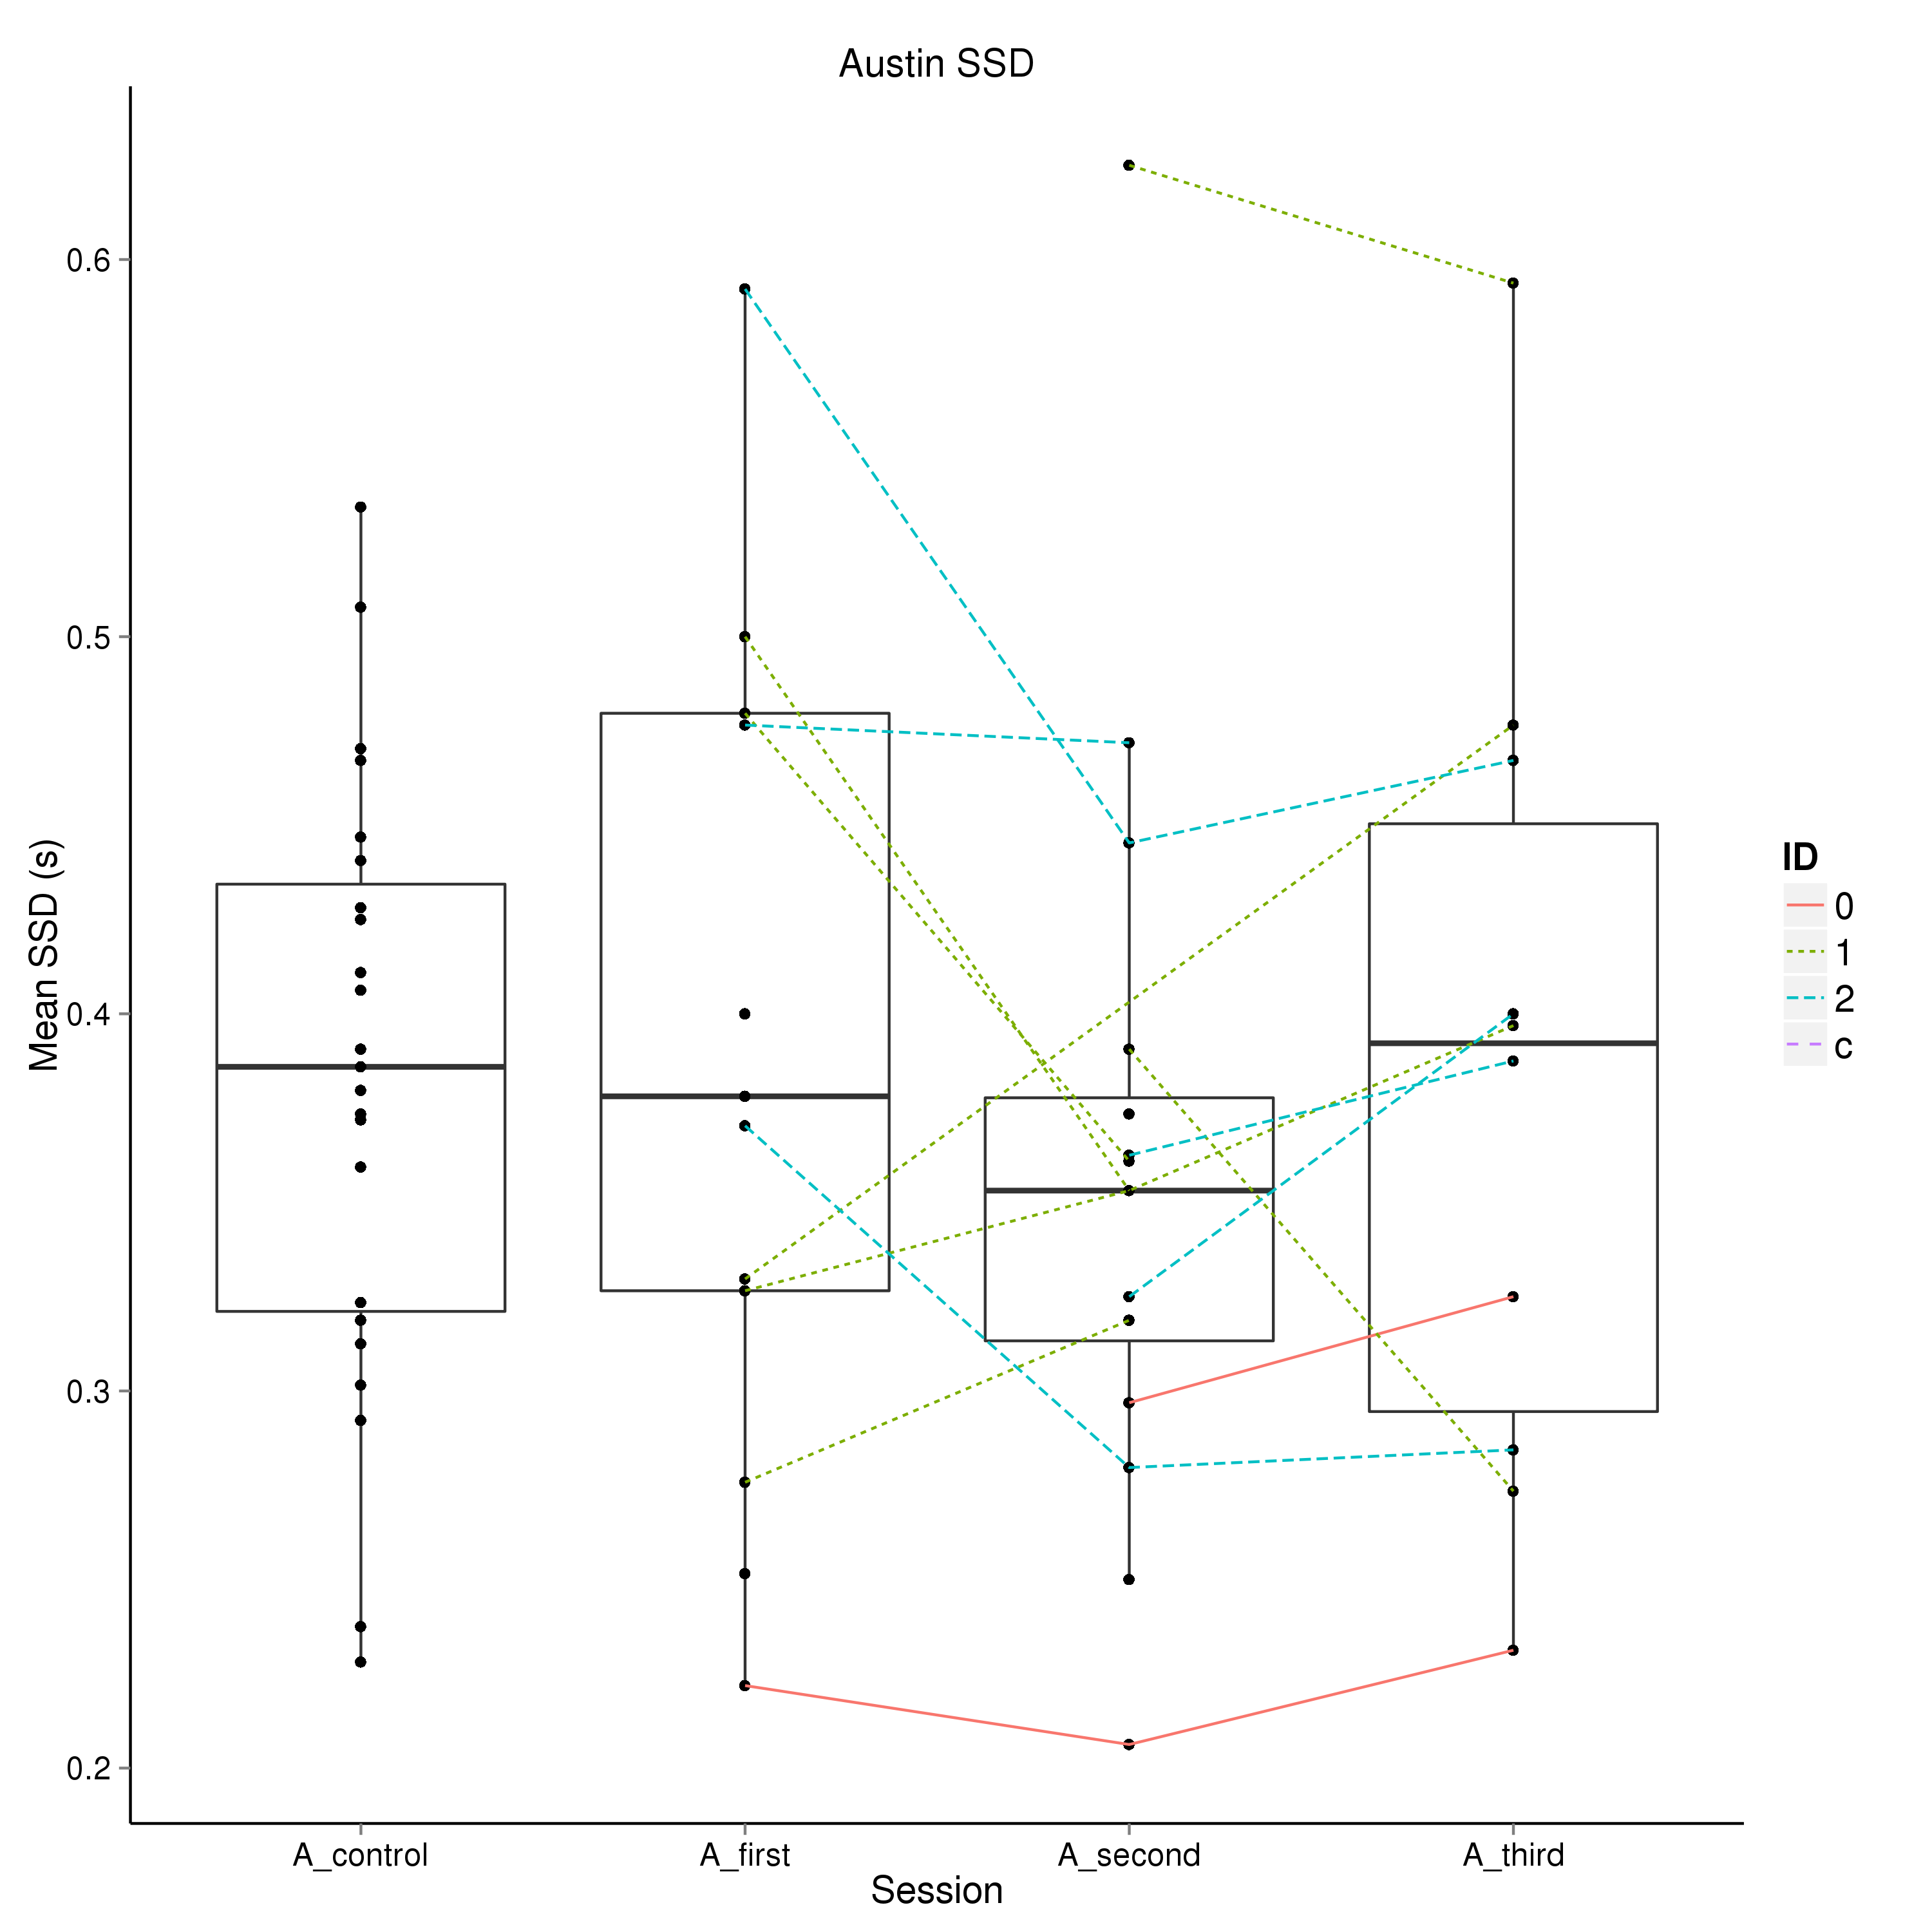 Austin SSD
Mean SSD (s)
0.6
0.5
0.4
0.3
0.2
A_control A_first A_second A_third
Session
ID
0
1
2
c